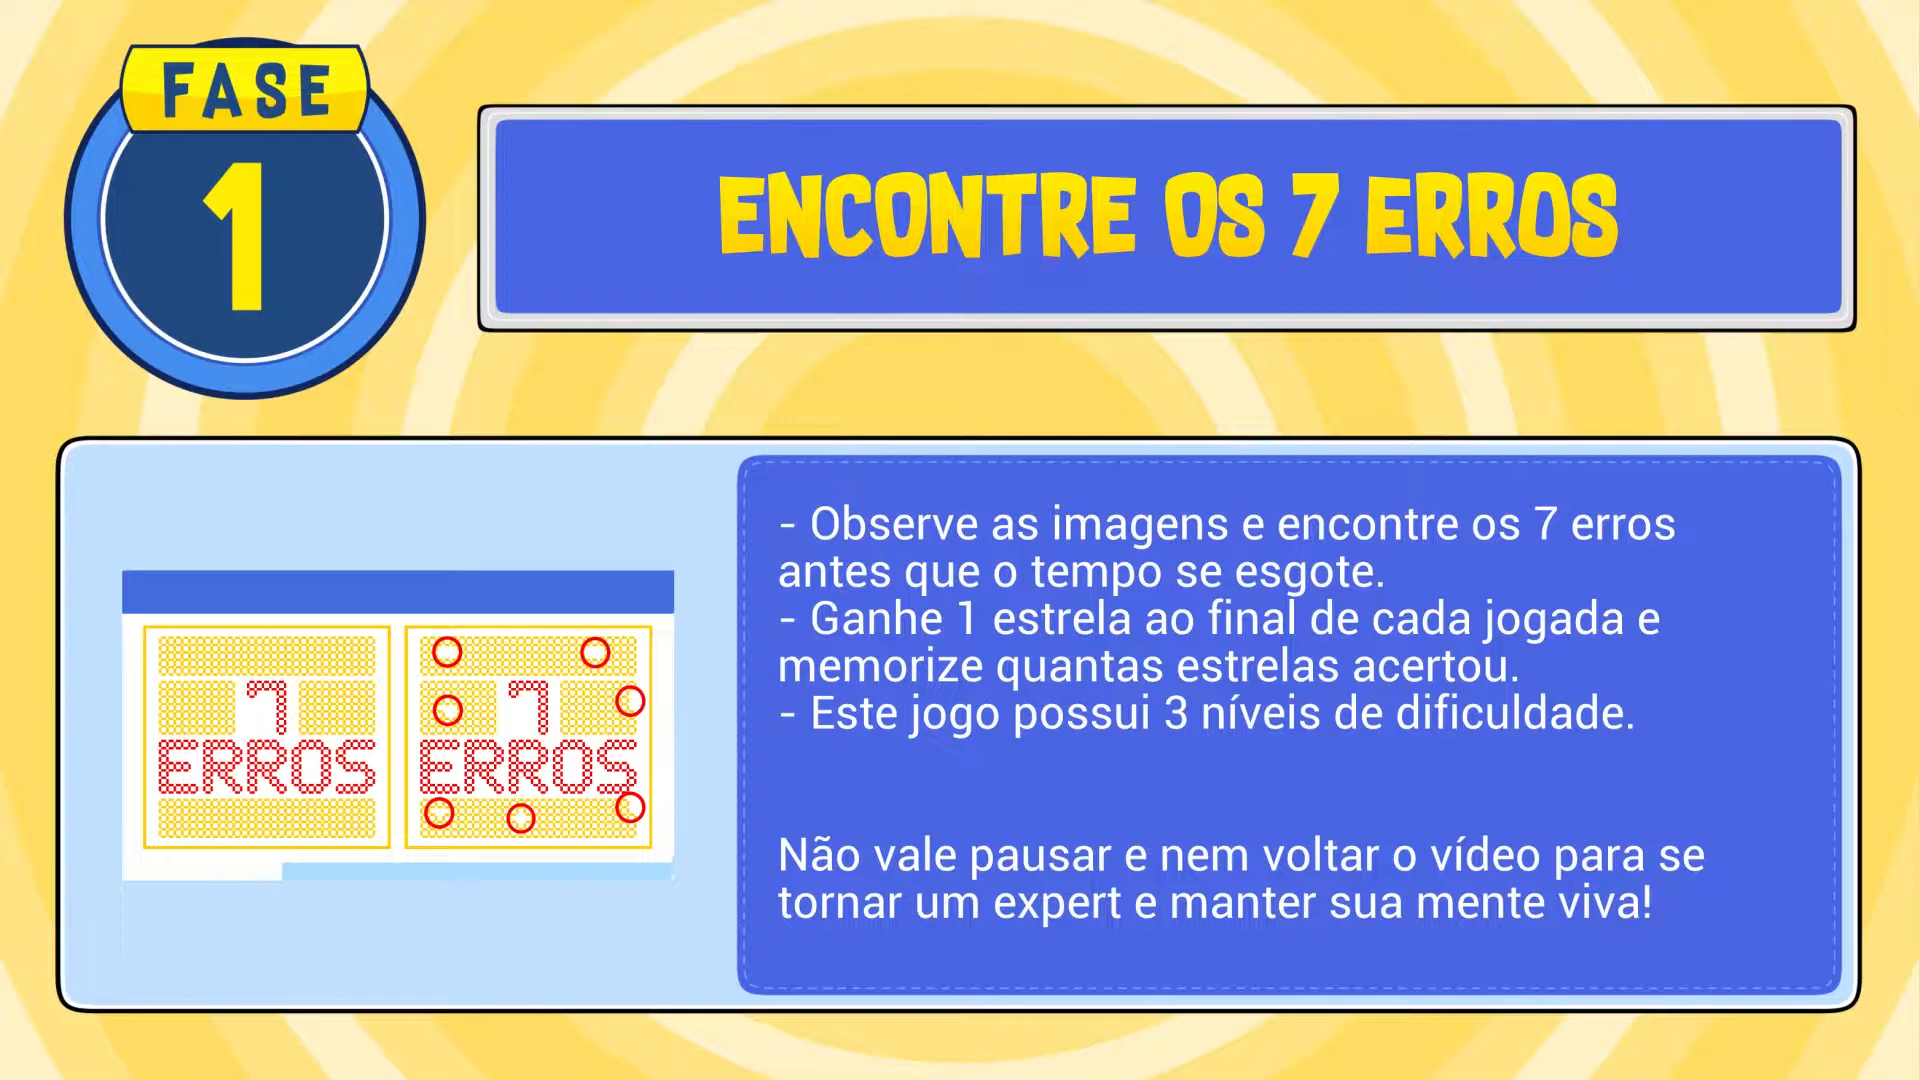 FASE
1
ENCONTRE OS 7 ERROS
- Observe as imagens e encontre os 7 erros
antes que o tempo se esgote.
- Ganhe 1 estrela ao final de cada jogada e
memorize quantas estrelas acertou.
- Este jogo possui 3 níveis de dificuldade.
Não vale pausar e nem voltar o vídeo para se
tornar um expert e manter sua mente viva!
7
ERROS
7
ERROS